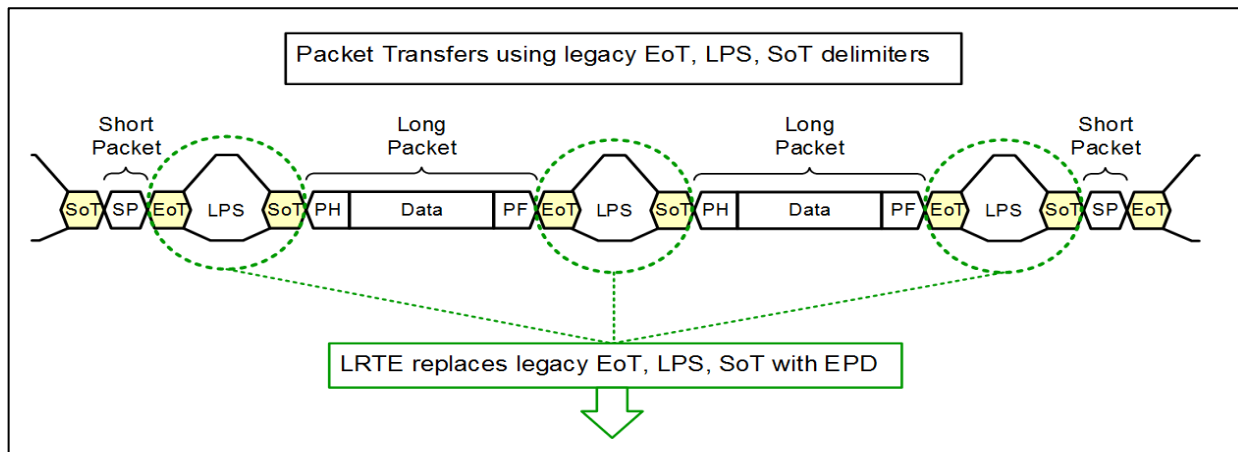 Packet Transfers using legacy EoT, LPS, SoT delimiters
Short
Packet
Long
Packet
Long
Packet
Short
Packet
SoT SP EoT LPS SoT PH Data PF EoT LPS SoT PH Data PF EoT LPS SoT SP EoT
LRTE replaces legacy EoT, LPS, SoT with EPD